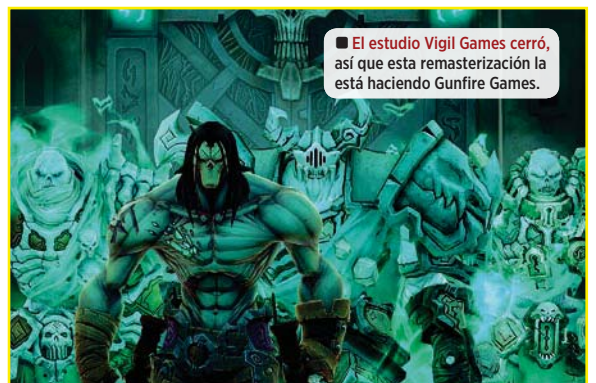 ■ El estudio Vigil Games cerró,
así que esta remasterización la
está haciendo Gunfire Games.